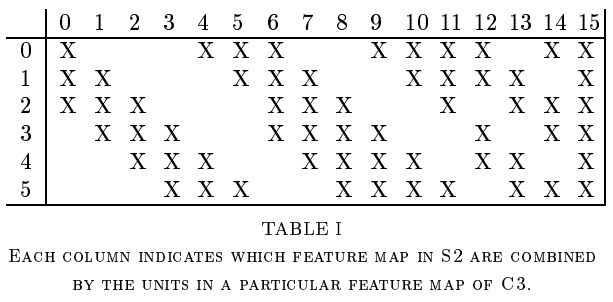 0 1 2 3 4 5 6 7 8 9 10 11 12 13 14 15
0 X X X X X X X X X X
1 X X X X X X X X X X
2 X X X X X X X X X X
3 X X X X X X X X X X
4 X X X X X X X X X X
5 X X X X X X X X X X
TABLE I
EACH COLUMN INDICATES WHICH FEATURE MAP IN S2 ARE COMBINED
BY THE UNITS IN A PARTICULAR FEATURE MAP OF C3.